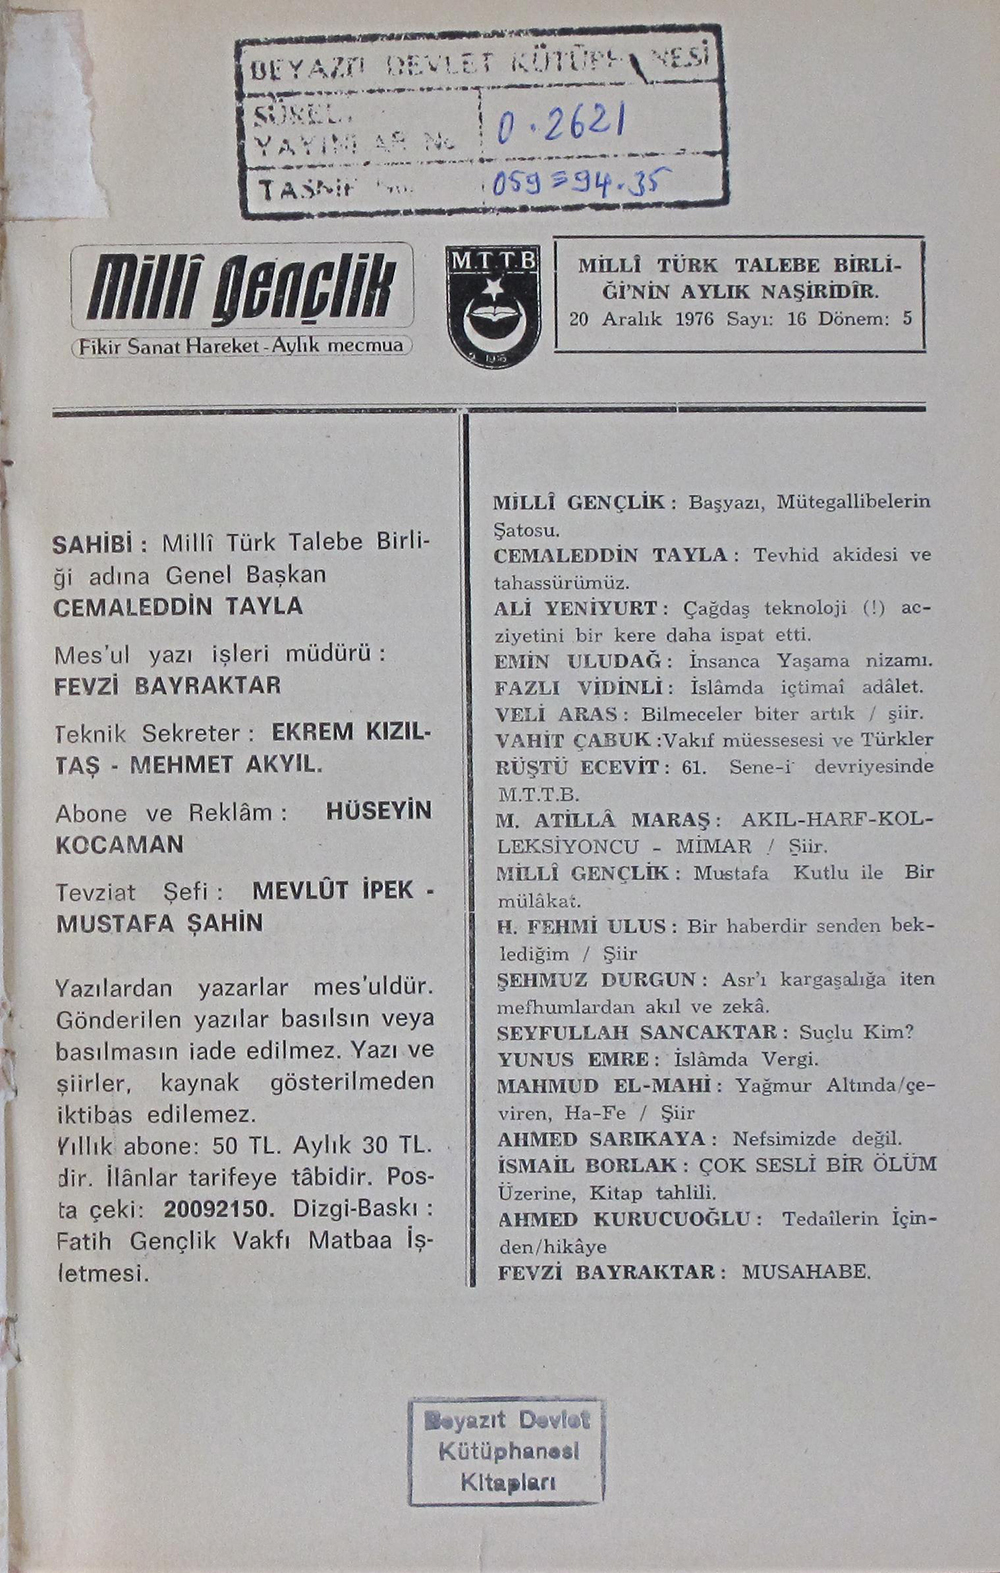 BEYAZIT DEVLET KÜTÜPHANESİ
SÜRELİ
YAYINLAR No
0.2621
TASNİF No.
059=94.35
Millî Gençlik
Fikir Sanat Hareket - Aylık mecmua
M.T.T.B
MİLLÎ TÜRK TALEBE BİRLİ-
Ğİ'NİN AYLIK NAŞİRİDİR.
20 Aralık 1976 Sayı: 16 Dönem: 5
SAHİBİ : Millî Türk Talebe Birli-
ği adına Genel Başkan
CEMALEDDİN TAYLA
Mes'ul yazı işleri müdürü :
FEVZİ BAYRAKTAR
Teknik Sekreter : EKREM KIZIL-
TAŞ - MEHMET AKYIL.
Abone ve Reklâm : HÜSEYİN
KOCAMAN
Tevziat Şefi : MEVLÛT İPEK -
MUSTAFA ŞAHİN
Yazılardan yazarlar mes'uldür.
Gönderilen yazılar basılsın veya
basılmasın iade edilmez. Yazı ve
şiirler, kaynak gösterilmeden
iktibas edilemez.
Yıllık abone: 50 TL. Aylık 30 TL.
dir. İlânlar tarifeye tâbidir. Pos-
ta çeki: 20092150. Dizgi-Baskı :
Fatih Gençlik Vakfı Matbaa İş-
letmesi.
MİLLÎ GENÇLİK : Başyazı, Mütegallibelerin
Şatosu.
CEMALEDDİN TAYLA : Tevhid akidesi ve
tahassürümüz.
ALİ YENİYURT : Çağdaş teknoloji (!) ac-
ziyetini bir kere daha ispat etti.
EMİN ULUDAĞ : İnsanca Yaşama nizamı.
FAZLI VİDİNLİ : İslâmda içtimaî adâlet.
VELİ ARAS : Bilmeceler biter artık / şiir.
VAHİT ÇABUK :Vakıf müessesesi ve Türkler
RÜŞTÜ ECEVİT : 61. Sene-i devriyesinde
M.T.T.B.
M. ATİLLÂ MARAŞ : AKIL-HARF-KOL-
LEKSİYONCU - MİMAR / Şiir.
MİLLÎ GENÇLİK : Mustafa Kutlu ile Bir
mülâkat.
H. FEHMİ ULUS : Bir haberdir senden bek-
lediğim / Şiir
ŞEHMUZ DURGUN : Asr'ı kargaşalığa iten
mefhumlardan akıl ve zekâ.
SEYFULLAH SANCAKTAR : Suçlu Kim?
YUNUS EMRE : İslâmda Vergi.
MAHMUD EL-MAHİ : Yağmur Altında/çe-
viren, Ha-Fe / Şiir
AHMED SARIKAYA : Nefsimizde değil.
İSMAİL BORLAK : ÇOK SESLİ BİR ÖLÜM
Üzerine, Kitap tahlili.
AHMED KURUCUOĞLU : Tedaîlerin İçin-
den/hikâye
FEVZİ BAYRAKTAR : MUSAHABE.
Beyazıt Devlet
Kütüphanesi
Kitapları